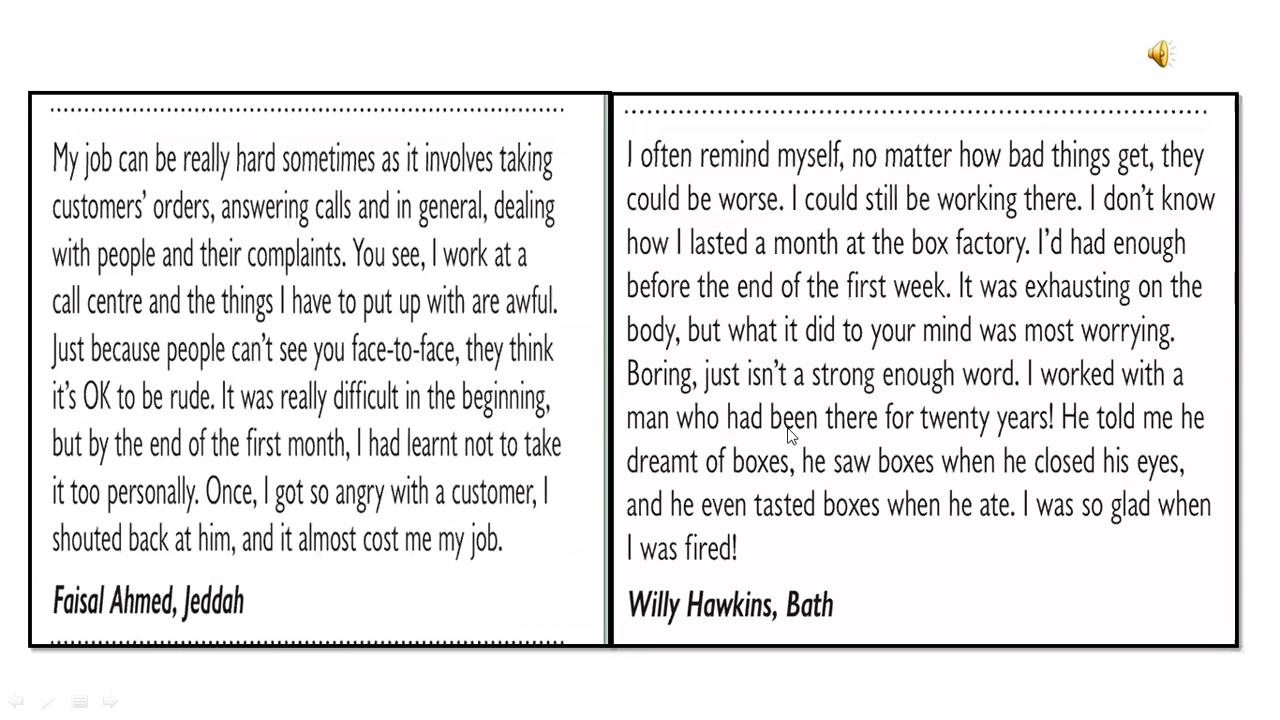 My job can be really hard sometimes as it involves taking
customers' orders, answering calls and in general, dealing
with people and their complaints. You see, I work at a
call centre and the things I have to put up with are awful.
Just because people can't see you face-to-face, they think
it's OK to be rude. It was really difficult in the beginning,
but by the end of the first month, I had learnt not to take
it too personally. Once, I got so angry with a customer, I
shouted back at him, and it almost cost me my job.
Faisal Ahmed, Jeddah
I often remind myself, no matter how bad things get, they
could be worse. I could still be working there. I don't know
how I lasted a month at the box factory. I'd had enough
before the end of the first week. It was exhausting on the
body, but what it did to your mind was most worrying.
Boring, just isn't a strong enough word. I worked with a
man who had been there for twenty years! He told me he
dreamt of boxes, he saw boxes when he closed his eyes,
and he even tasted boxes when he ate. I was so glad when
I was fired!
Willy Hawkins, Bath